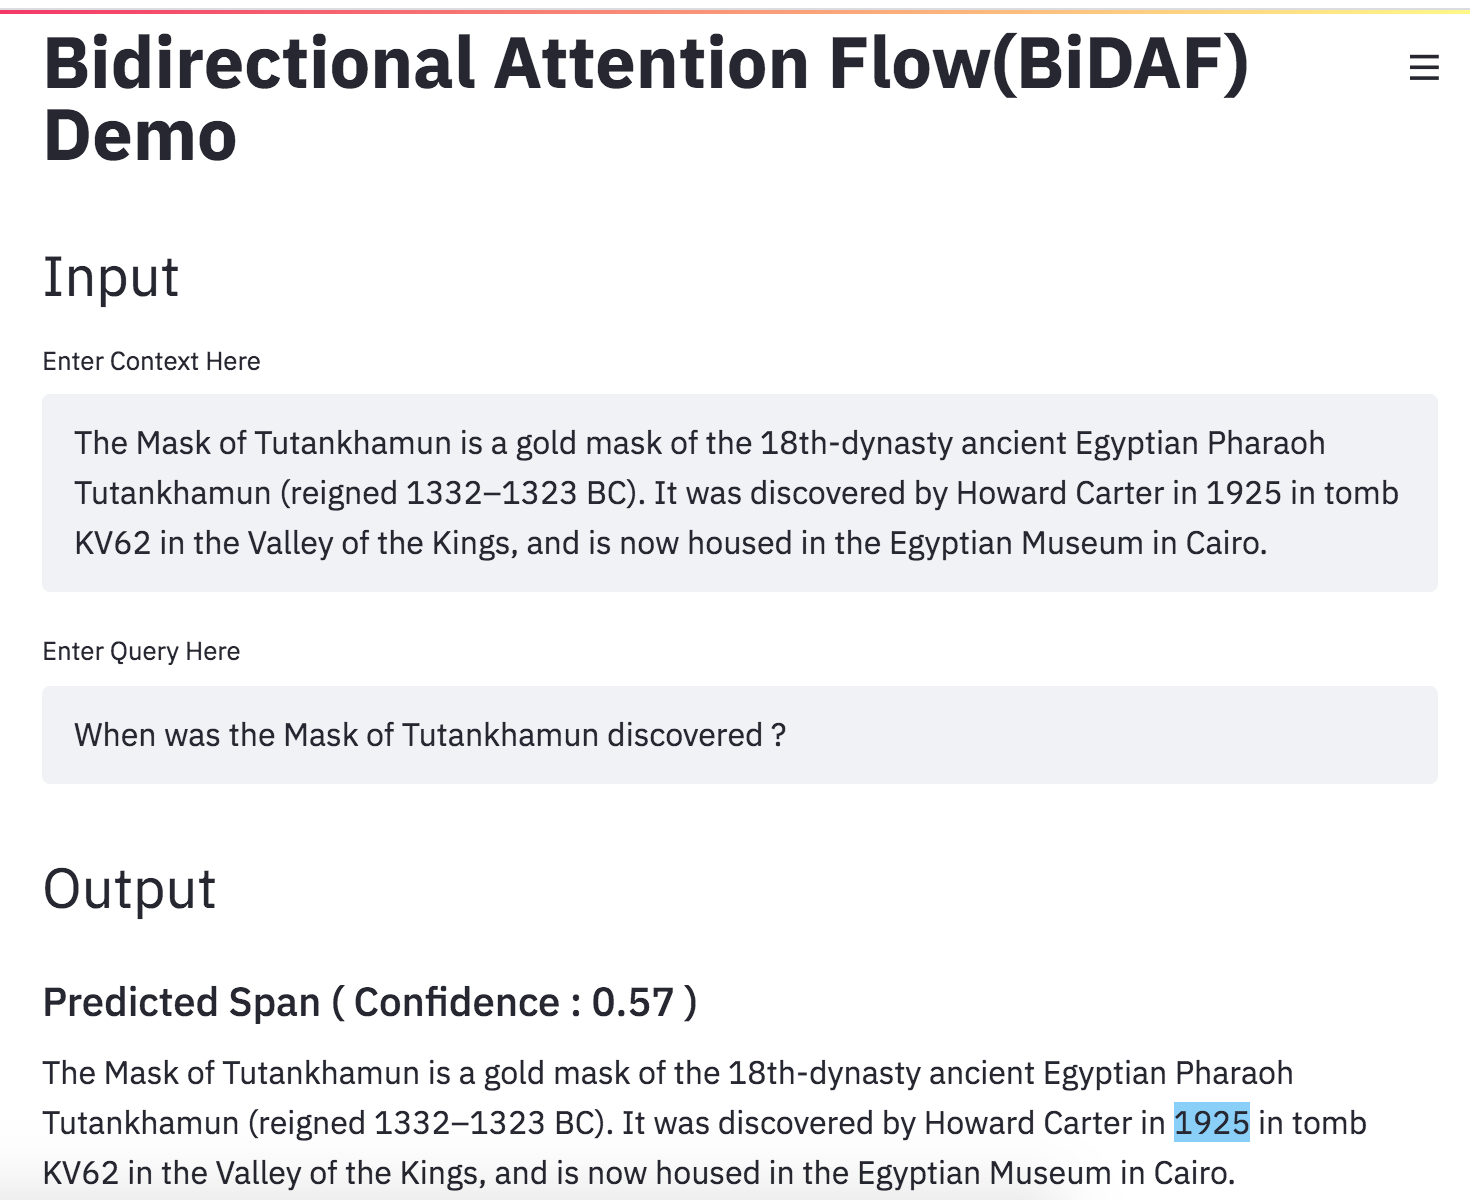 Bidirectional Attention Flow(BiDAF)
Demo
Input
Enter Context Here
The Mask of Tutankhamun is a gold mask of the 18th-dynasty ancient Egyptian Pharaoh
Tutankhamun (reigned 1332–1323 BC). It was discovered by Howard Carter in 1925 in tomb
KV62 in the Valley of the Kings, and is now housed in the Egyptian Museum in Cairo.
Enter Query Here
When was the Mask of Tutankhamun discovered ?
Output
Predicted Span ( Confidence : 0.57 )
The Mask of Tutankhamun is a gold mask of the 18th-dynasty ancient Egyptian Pharaoh
Tutankhamun (reigned 1332–1323 BC). It was discovered by Howard Carter in 1925 in tomb
KV62 in the Valley of the Kings, and is now housed in the Egyptian Museum in Cairo.